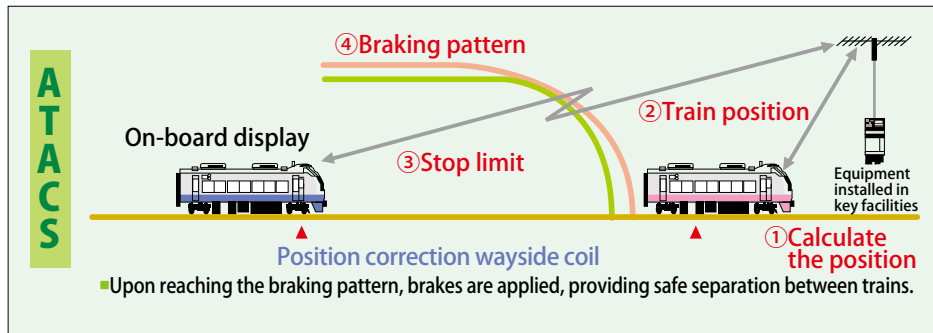 ATACS
④Braking pattern
②Train position
On-board display
③Stop limit
Equipment
installed in
key facilities
①Calculate
the position
Position correction wayside coil
■Upon reaching the braking pattern, brakes are applied, providing safe separation between trains.